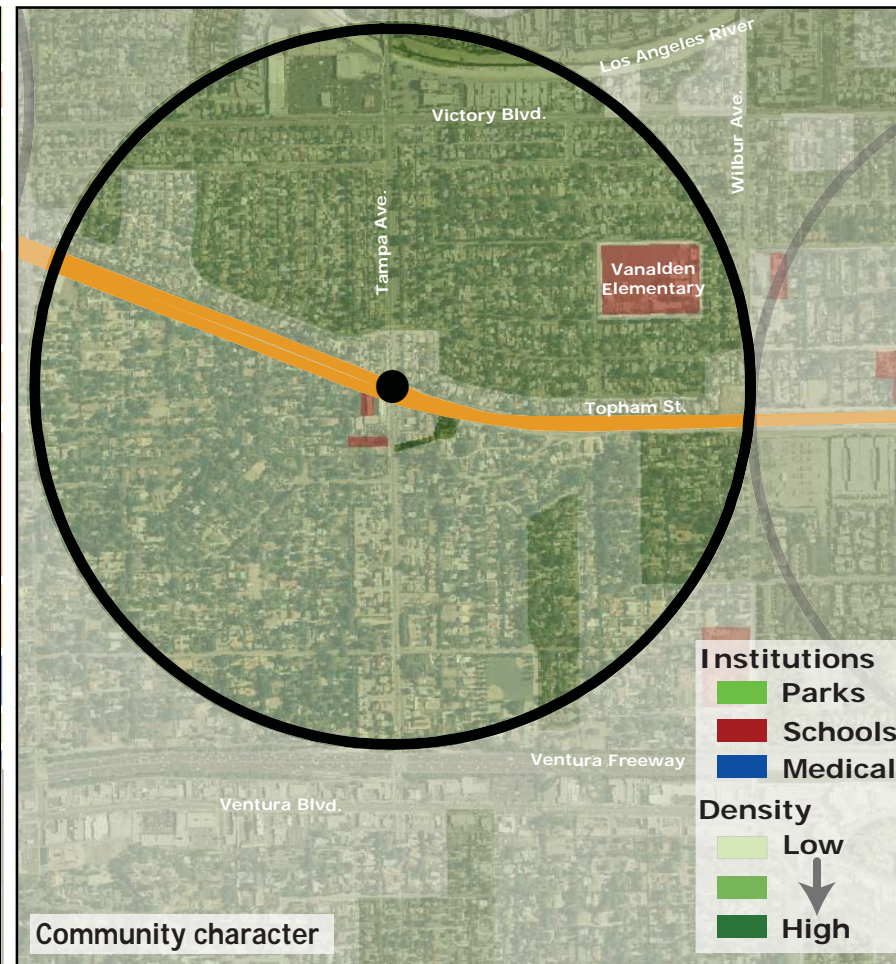 Los Angeles River
Victory Blvd.
Wilbur Ave.
Tampa Ave.
Vanalden
Elementary
Topham St.
Ventura Freeway
Ventura Blvd.
Institutions
Parks
Schools
Medical
Density
Low
High
Community character